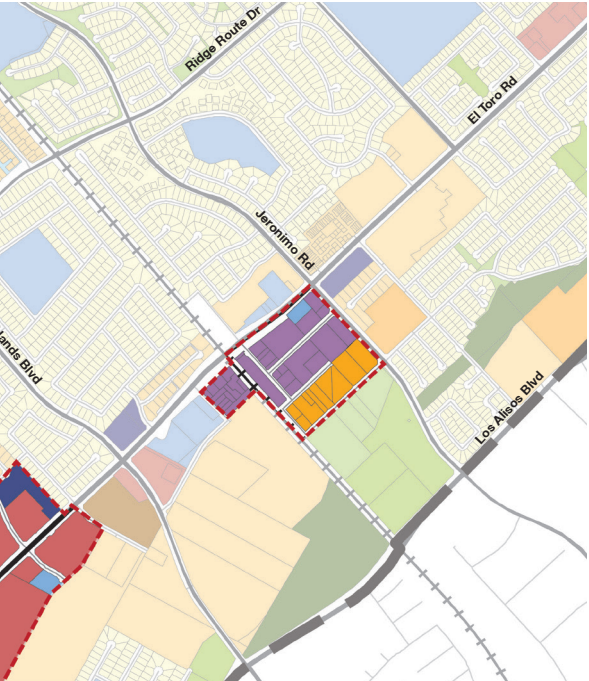 Ridge Route Dr
El Toro Rd
Jeronimo Rd
lands Blvd
Los Alisos Blvd